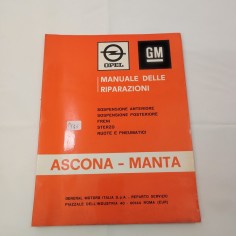 OPEL
GM
MANUALE DELLE
RIPARAZIONI
SOSPENSIONE ANTERIORE
SOSPENSIONE POSTERIORE
FRENI
STERZO
RUOTE E PNEUMATICI
ASCONA - MANTA
GENERAL MOTORS ITALIA S.p.A. - REPARTO SERVIZIO
PIAZZALE DELL'INDUSTRIA 40 - 00144 ROMA (EUR)